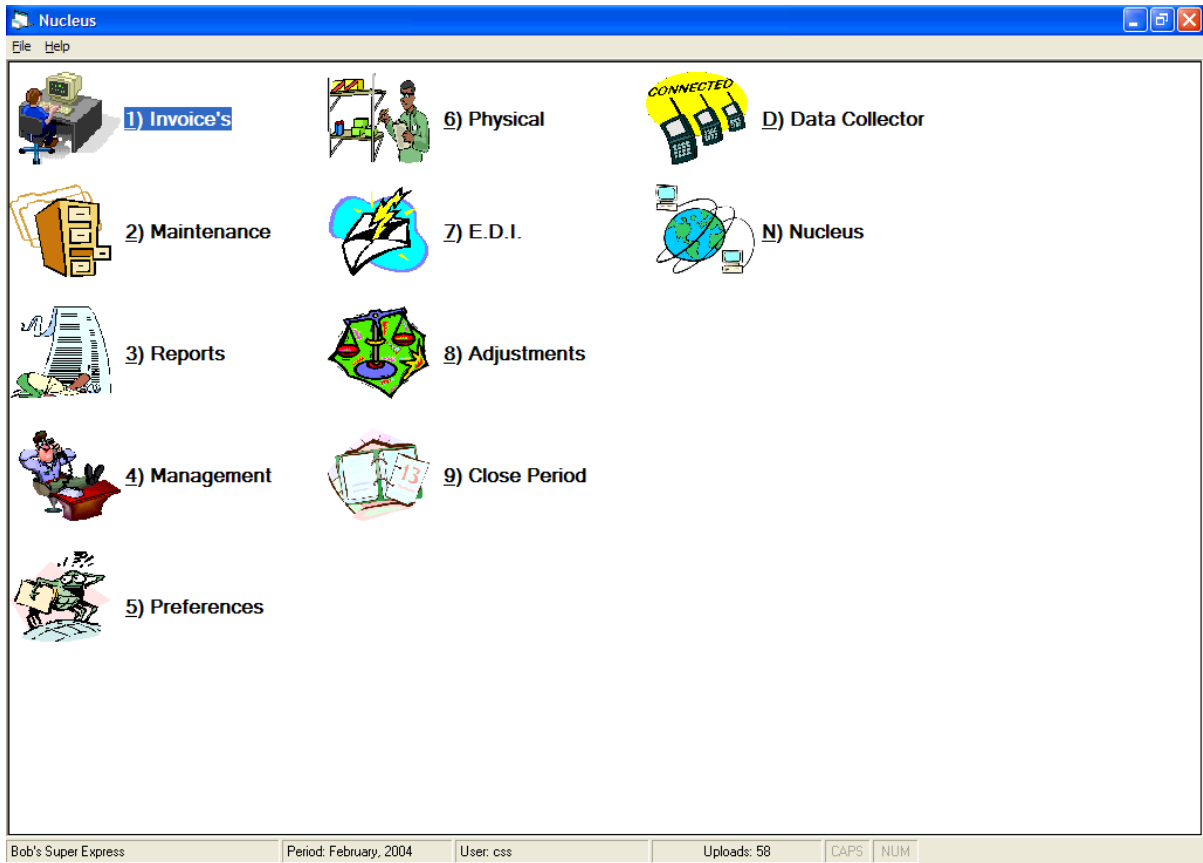 Nucleus
File Help
1) Invoice's
2) Maintenance
3) Reports
4) Management
5) Preferences
6) Physical
7) E.D.I.
8) Adjustments
13
9) Close Period
CONNECTED
D) Data Collector
N) Nucleus
Bob's Super Express Period: February, 2004 User: css Uploads: 58 CAPS NUM